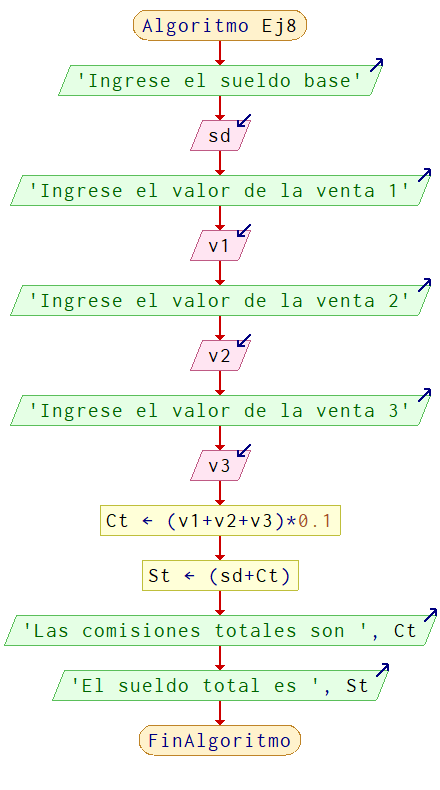 Algoritmo Ej8
'Ingrese el sueldo base'
sd
'Ingrese el valor de la venta 1'
v1
'Ingrese el valor de la venta 2'
v2
'Ingrese el valor de la venta 3'
v3
Ct ← (v1+v2+v3)*0.1
St ← (sd+Ct)
'Las comisiones totales son ', Ct
'El sueldo total es ', St
FinAlgoritmo